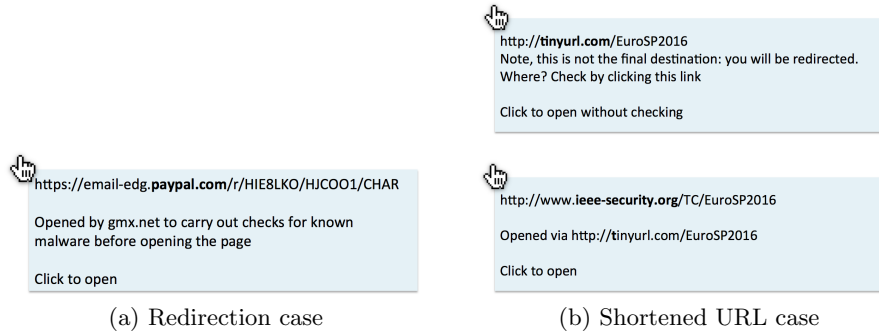 https://email-edg.paypal.com/r/HIE8LKO/HJCOO1/CHAR
Opened by gmx.net to carry out checks for known
malware before opening the page
Click to open
(a) Redirection case
http://tinyurl.com/EuroSP2016
Note, this is not the final destination: you will be redirected.
Where? Check by clicking this link
Click to open without checking
http://www.ieee-security.org/TC/EuroSP2016
Opened via http://tinyurl.com/EuroSP2016
Click to open
(b) Shortened URL case